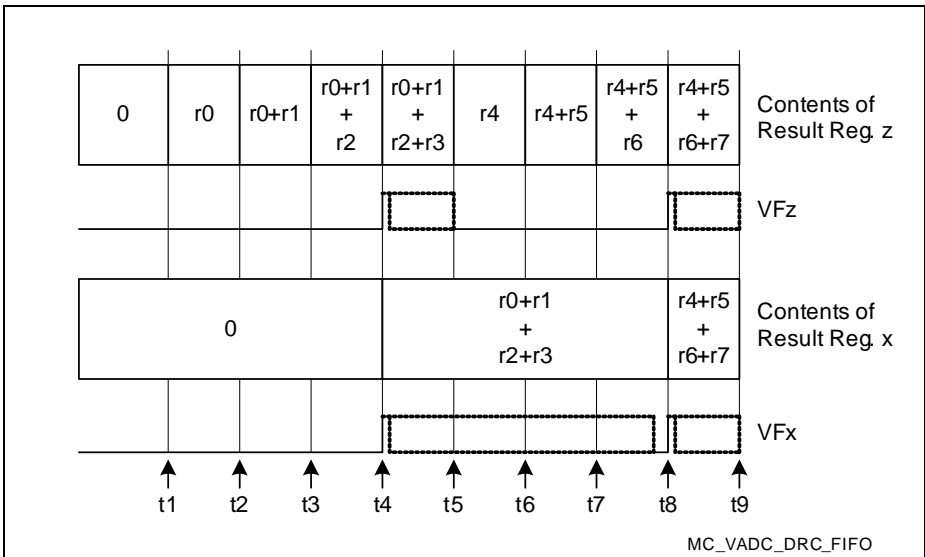 0
r0
r0+r1
r0+r1
+
r2
r0+r1
+
r2+r3
r4
r4+r5
r4+r5
+
r6
r4+r5
+
r6+r7
Contents of
Result Reg. z
VFz
0
r0+r1
+
r2+r3
r4+r5
+
r6+r7
Contents of
Result Reg. x
VFx
t1
t2
t3
t4
t5
t6
t7
t8
t9
MC_VADC_DRC_FIFO